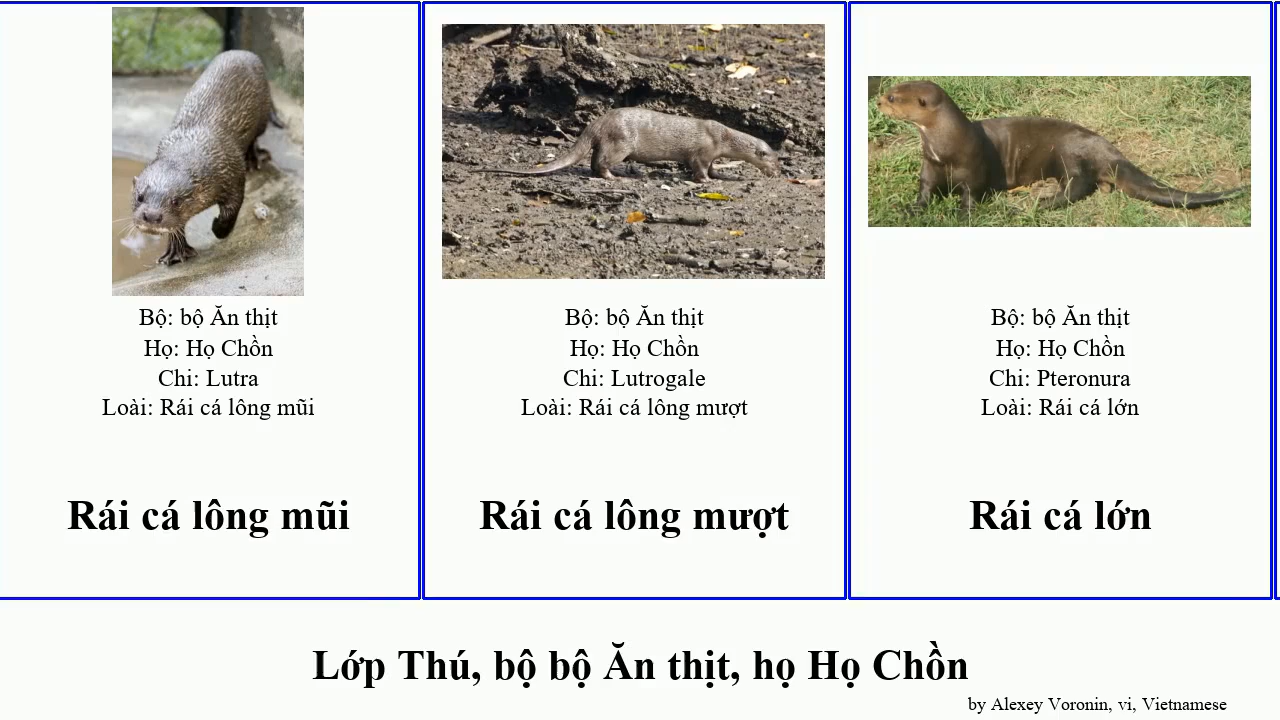 Bộ: bộ Ăn thịt
Họ: Họ Chồn
Chi: Lutra
Loài: Rái cá lông mũi
Rái cá lông mũi
Bộ: bộ Ăn thịt
Họ: Họ Chồn
Chi: Lutrogale
Loài: Rái cá lông mượt
Rái cá lông mượt
Bộ: bộ Ăn thịt
Họ: Họ Chồn
Chi: Pteronura
Loài: Rái cá lớn
Rái cá lớn
Lớp Thú, bộ bộ Ăn thịt, họ Họ Chồn
by Alexey Voronin, vi, Vietnamese